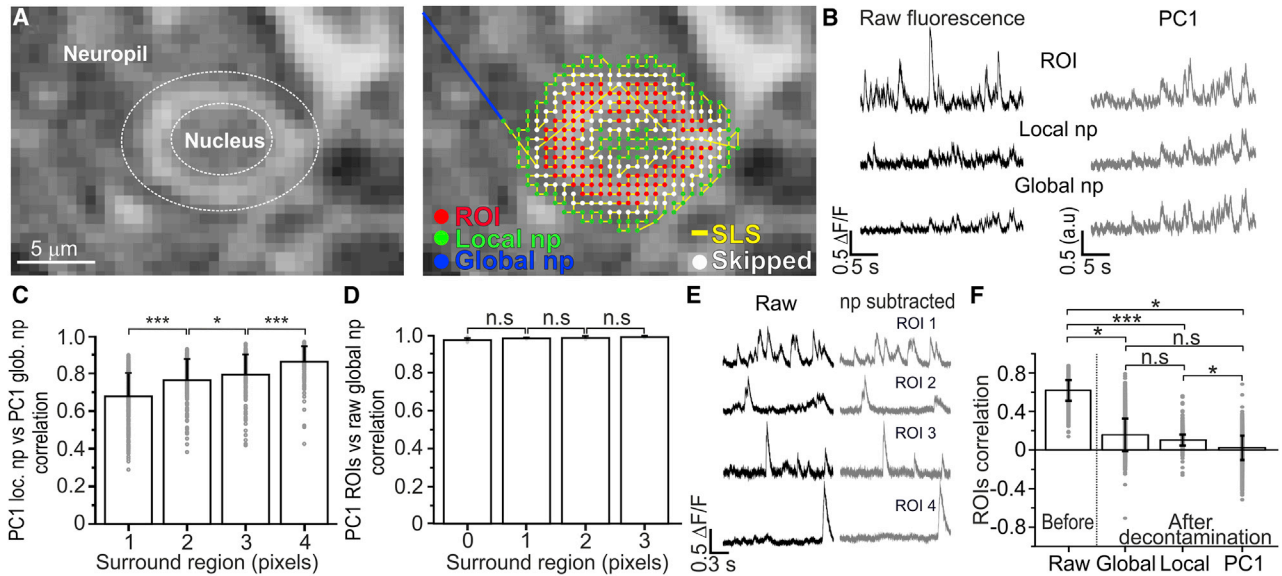 A
Neuropil
Nucleus
5 µm
ROI
Local np
Global np
SLS
Skipped
B
Raw fluorescence
PC1
ROI
Local np
Global np
0.5 ΔF/F
5 s
0.5 (a.u)
5 s
C
PC1 loc. np vs PC1 glob. np
correlation
1.0
0.8
0.6
0.4
0.2
0
***
*
***
1 2 3 4
Surround region (pixels)
D
PC1 ROIs vs raw global np
correlation
1.0
0.8
0.6
0.4
0.2
0
n.s n.s n.s
0 1 2 3
Surround region (pixels)
E
Raw
np subtracted
ROI 1
ROI 2
ROI 3
ROI 4
0.5 ΔF/F
0.3 s
F
ROIs correlation
*
***
*
n.s
n.s
*
0.8
0.4
0
-0.4
-0.8
Before
After
decontamination
Raw Global Local PC1